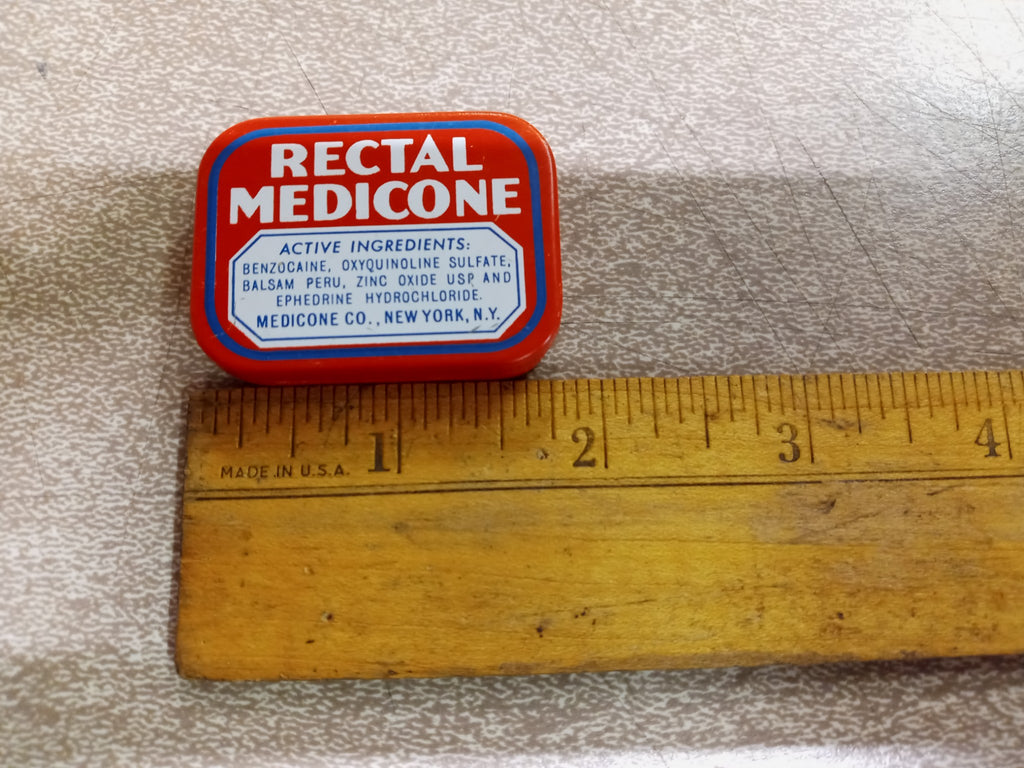 RECTAL
MEDICONE
ACTIVE INGREDIENTS:
BENZOCAINE, OXYQUINOLINE SULFATE,
BALSAM PERU, ZINC OXIDE USP AND
EPHEDRINE HYDROCHLORIDE.
MEDICONE CO., NEW YORK, N.Y.
1 2 3 4
MADE IN U.S.A.